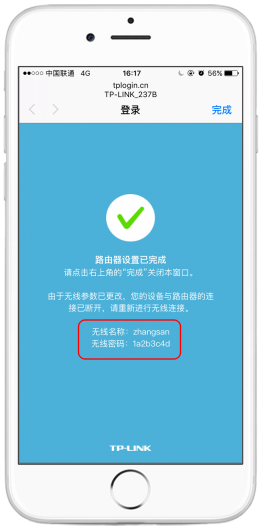 中国联通 4G 16:17 56%
tplogin.cn
TP-LINK_237B
登录 完成
路由器设置已完成
请点击右上角的“完成”关闭本窗口。
由于无线参数已更改，您的设备与路由器的连
接已断开，请重新进行无线连接。
无线名称：zhangsan
无线密码：1a2b3c4d
TP-LINK